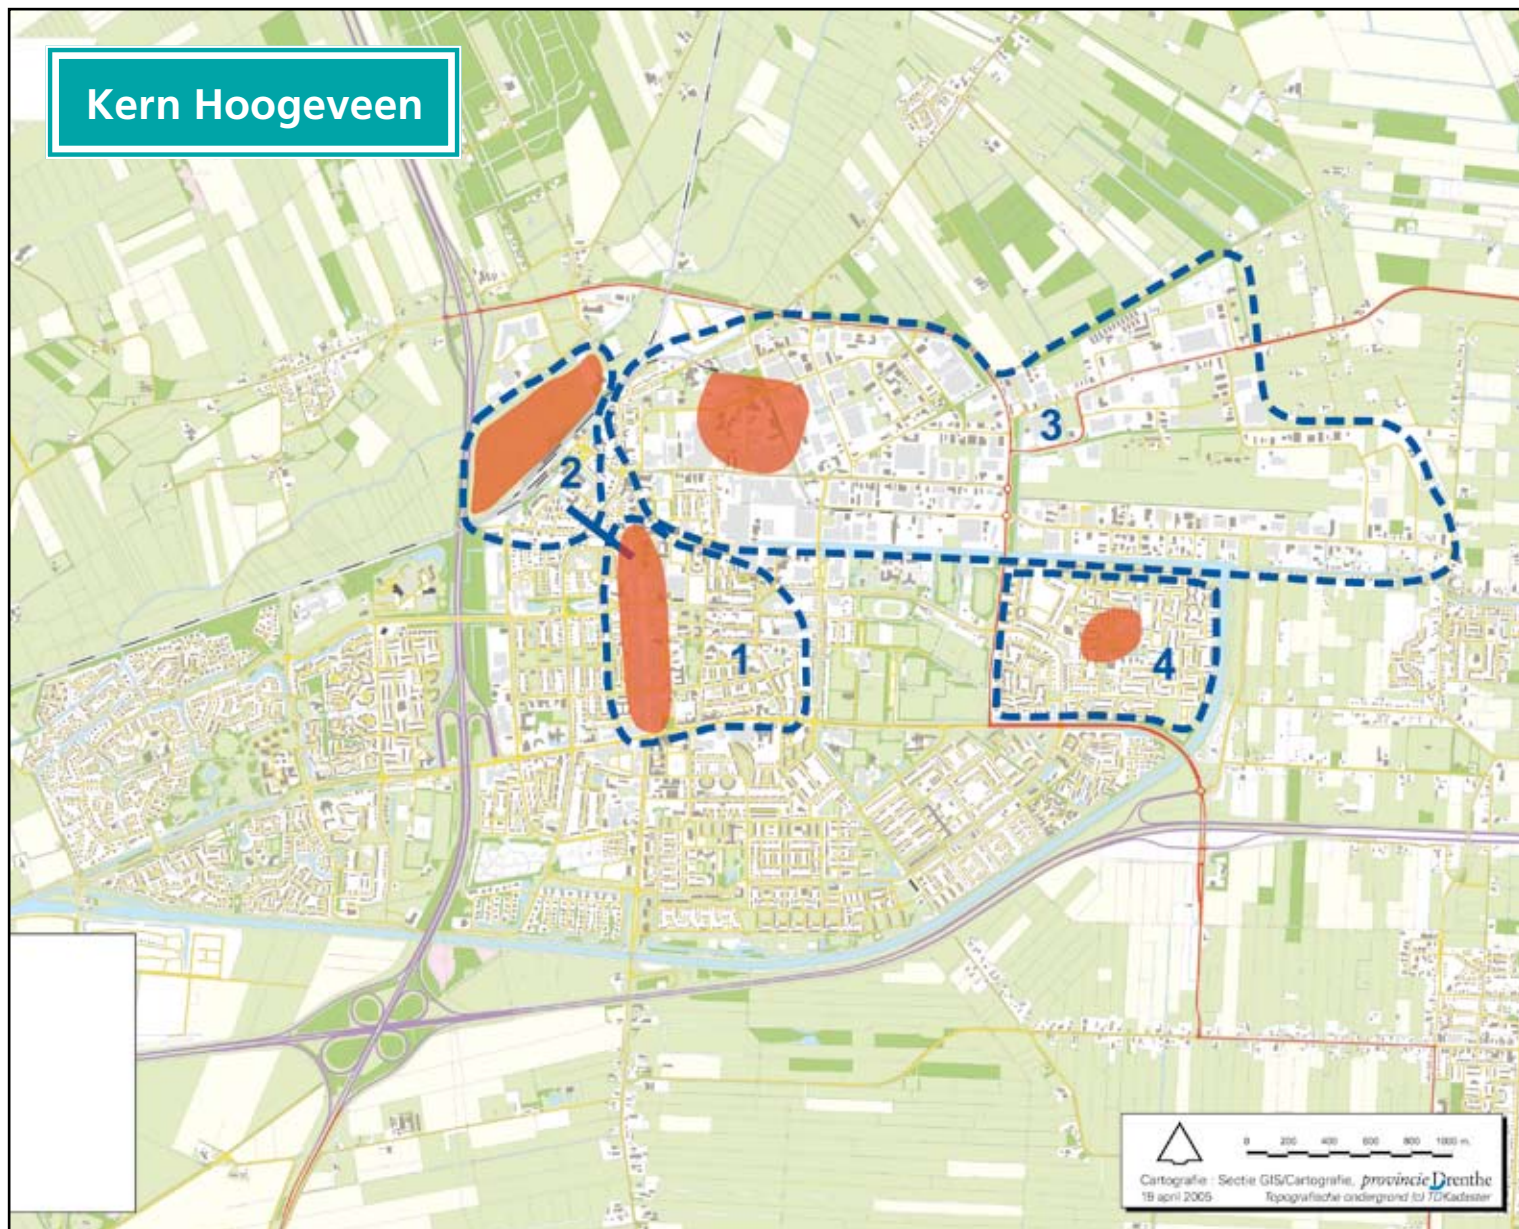 Kern Hoogeveen
3
2
1
4
0 200 400 600 800 1000 m.
Cartografie : Sectie GIS/Cartografie, provincie Drenthe
19 april 2005 Topografische ondergrond (c) TDKadaster